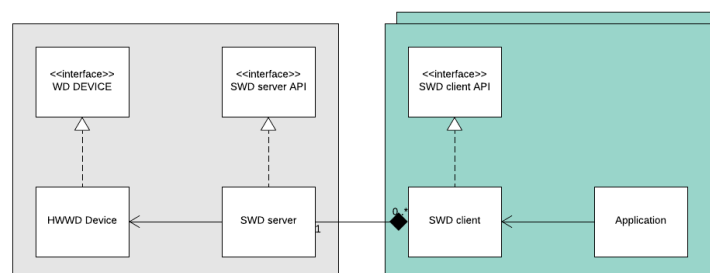 <<interface>>
WD DEVICE
<<interface>>
SWD server API
<<interface>>
SWD client API
HWWD Device
SWD server
1
0..*
SWD client
Application